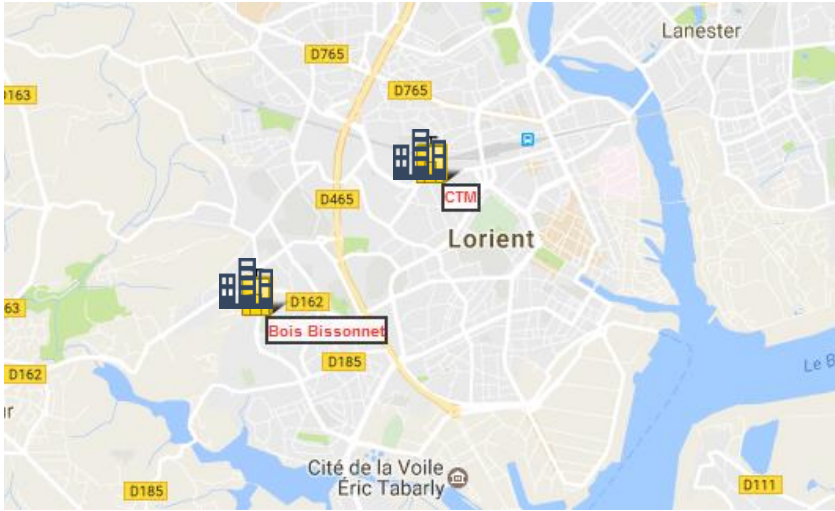 Lanester
D765
D163
D765
CTM
D465
Lorient
D162
63
Bois Bissonnet
D185
D162
Le B
ur
Cité de la Voile
Éric Tabarly
D185
D111